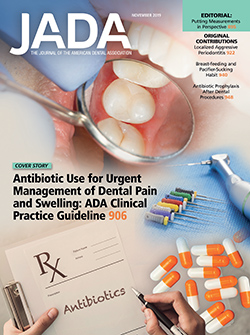 JADA
THE JOURNAL OF THE AMERICAN DENTAL ASSOCIATION
NOVEMBER 2019
EDITORIAL:
Putting Measurements
in Perspective
ORIGINAL
CONTRIBUTIONS
Localized Aggressive
Periodontitis 922
Breast-feeding and
Pacifier-Sucking
Habit 940
Antibiotic Prophylaxis
After Dental
Procedures 948
COVER STORY
Antibiotic Use for Urgent
Management of Dental Pain
and Swelling: ADA Clinical
Practice Guideline 906
Rx
PRESCRIPTION
Antibiotics